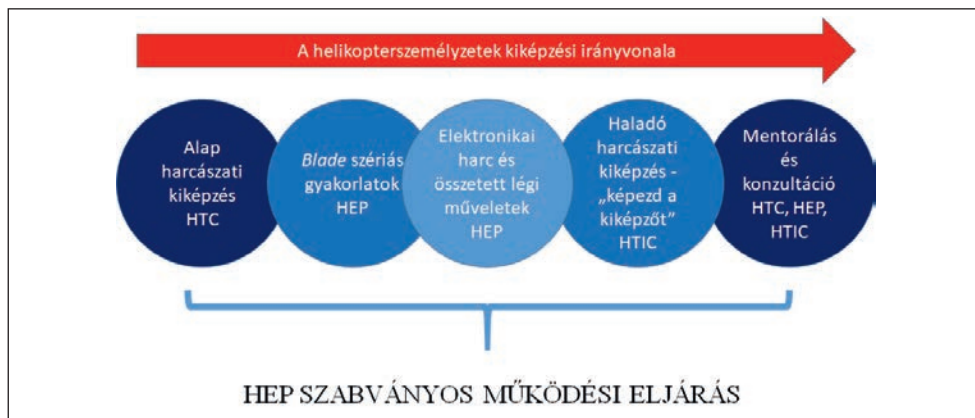 A helikopterszemélyzetek kiképzési irányvonala
Alap
harcászati
kiképzés
HTC
Blade szériás
gyakorlatok
HEP
Elektronikai
harc és
összetett légi
műveletek
HEP
Haladó
harcászati
kiképzés -
„képezd a
kiképzőt”
HTIC
Mentorálás
és
konzultáció
HTC, HEP,
HTIC
HEP SZABVÁNYOS MŰKÖDÉSI ELJÁRÁS